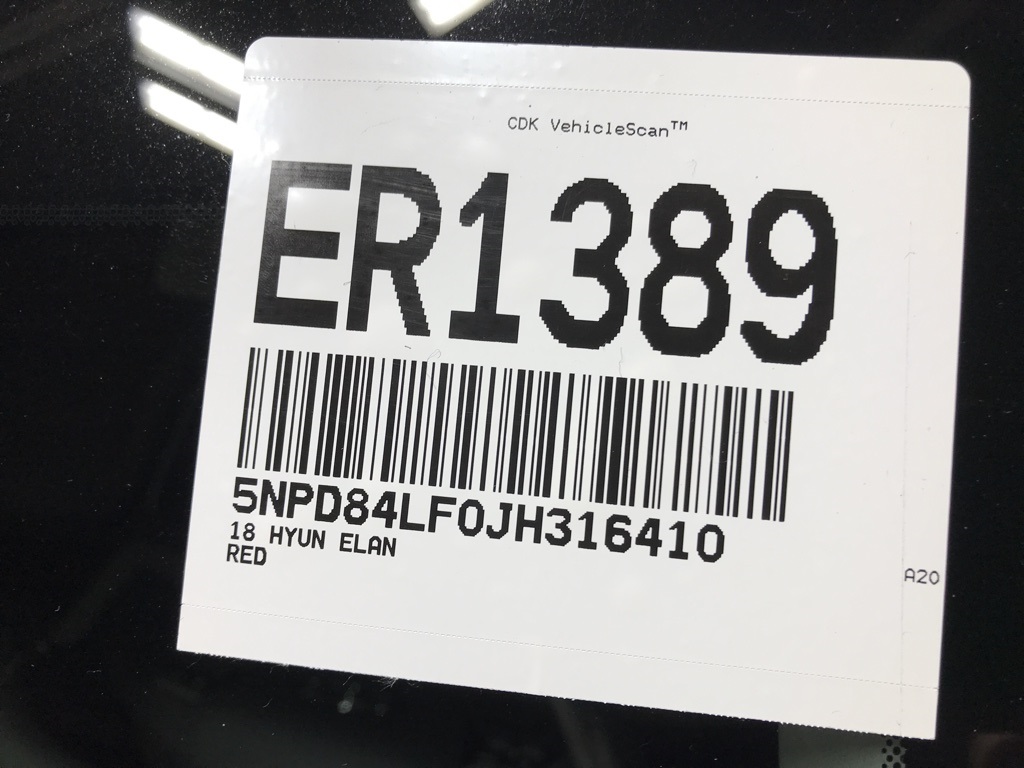 CDK VehicleScan™
ER1389
5NPD84LF0JH316410
18 HYUN ELAN
RED
A20